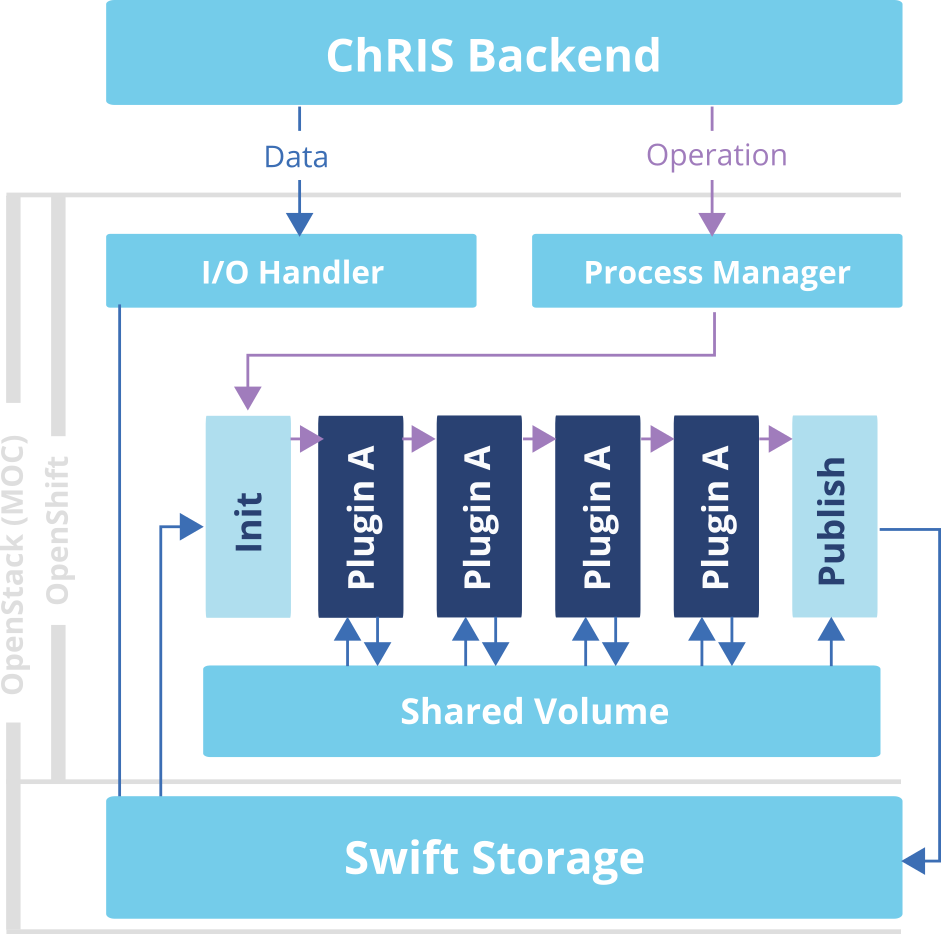 ChRIS Backend
Data
Operation
I/O Handler
Process Manager
OpenStack (MOC)
OpenShift
Init
Plugin A
Plugin A
Plugin A
Plugin A
Publish
Shared Volume
Swift Storage